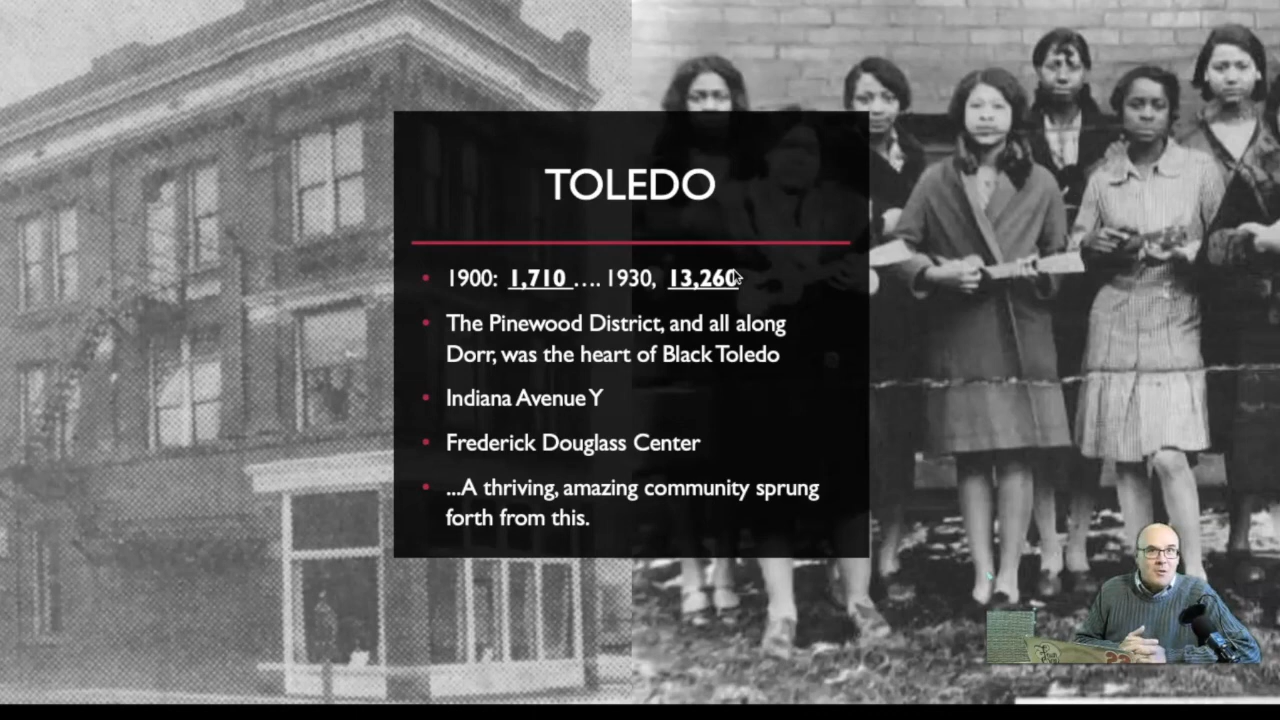 TOLEDO
• 1900: 1,710 .... 1930, 13,260
• The Pinewood District, and all along
Dorr, was the heart of Black Toledo
• Indiana Avenue Y
• Frederick Douglass Center
• ...A thriving, amazing community sprung
forth from this.